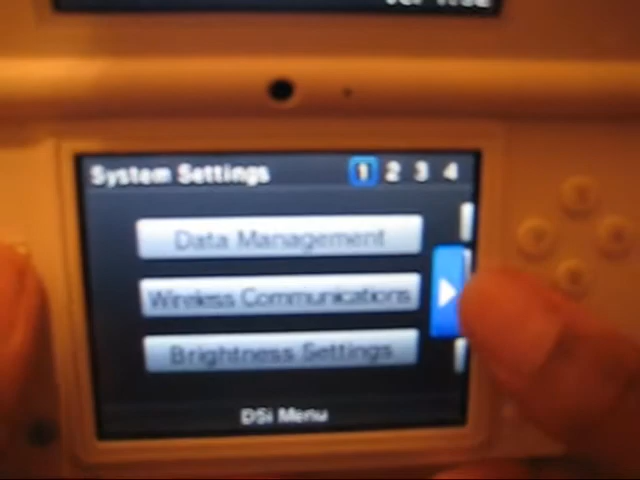 System Settings 1 2 3 4
Data Management
Wireless Communications
Brightness Settings
DSi Menu